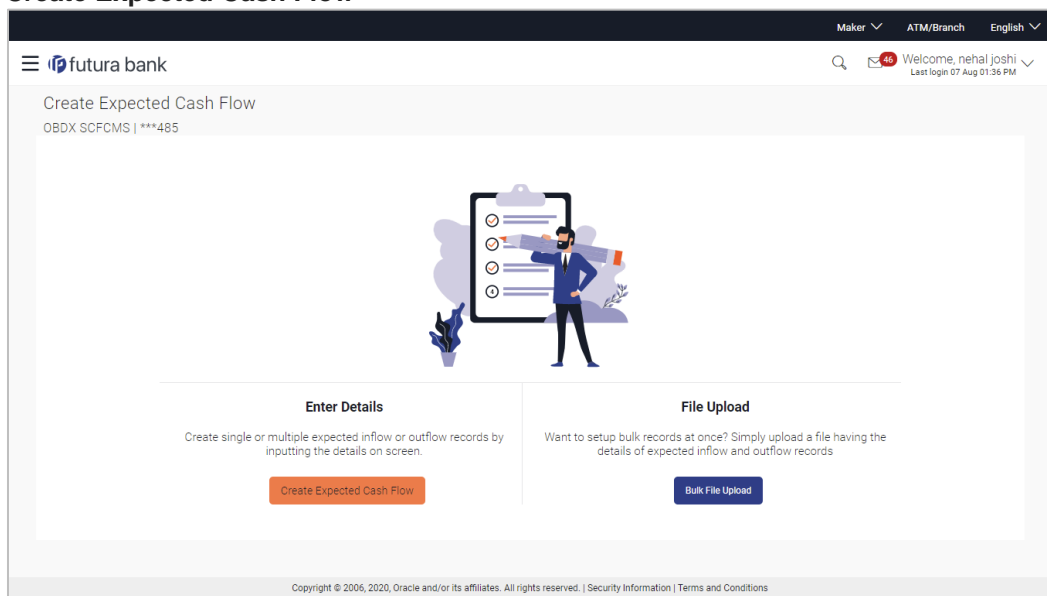 Create Expected Cash Flow
Maker ATM/Branch English
futura bank 46 Welcome, nehal joshi
Last login 07 Aug 01:36 PM
Create Expected Cash Flow
OBDX SCFCMS | ***485
4
Enter Details
Create single or multiple expected inflow or outflow records by
inputting the details on screen.
Create Expected Cash Flow
File Upload
Want to setup bulk records at once? Simply upload a file having the
details of expected inflow and outflow records
Bulk File Upload
Copyright © 2006, 2020, Oracle and/or its affiliates. All rights reserved. | Security Information | Terms and Conditions